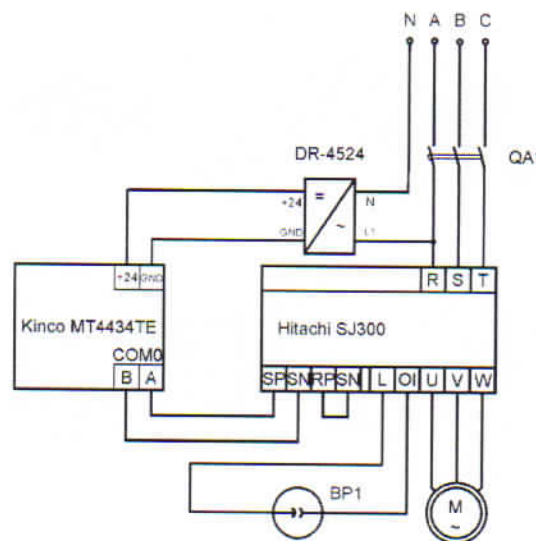 N A B C
DR-4524
QA1
+24 = N
GND ~ L1
+24 GND
R S T
Kinco MT4434TE
Hitachi SJ300
COM0
B A
SP SN RP SN L OI U V W
BP1
M
~